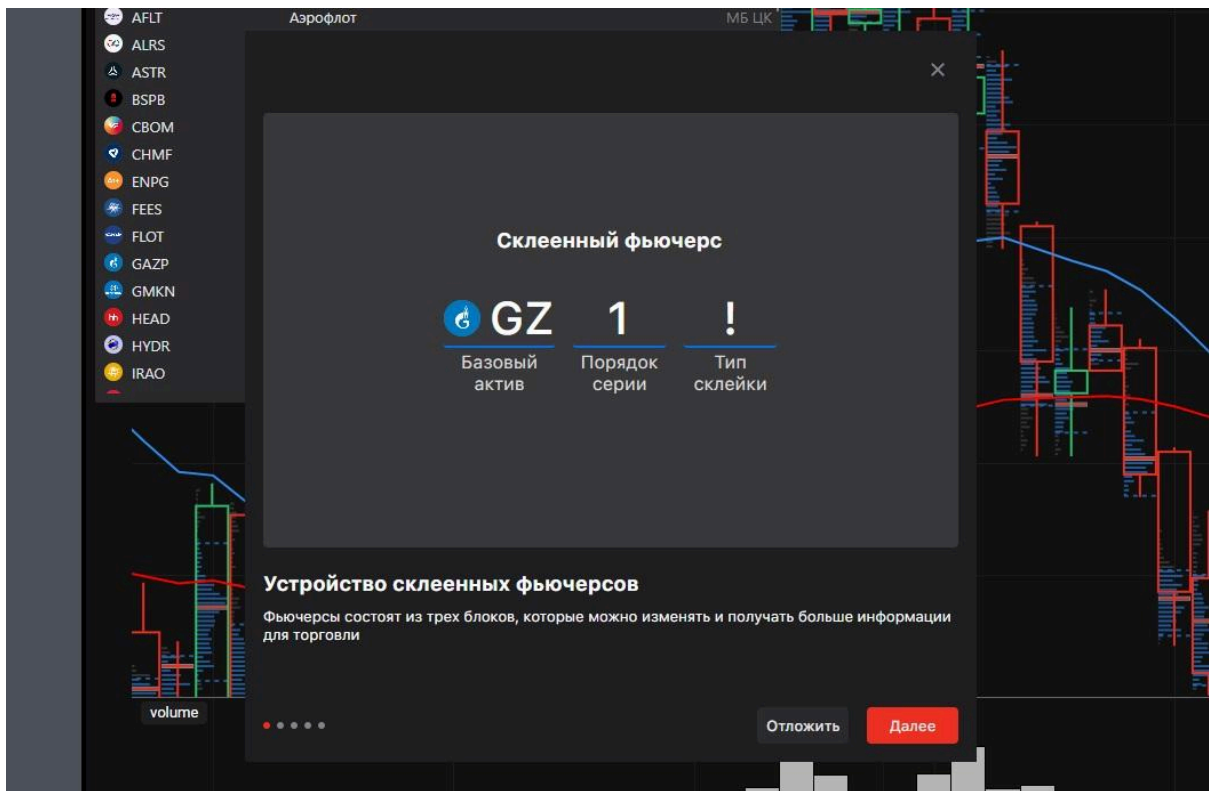 AFLT Аэрофлот МБ ЦК
ALRS
ASTR
BSPB
CBOM
CHMF
ENPG
FEES
FLOT
GAZP
GMKN
HEAD
HYDR
IRAO
Склеенный фьючерс
GZ 1 !
Базовый Порядок Тип
актив серии склейки
Устройство склеенных фьючерсов
Фьючерсы состоят из трех блоков, которые можно изменять и получать больше информации
для торговли
volume
Отложить Далее